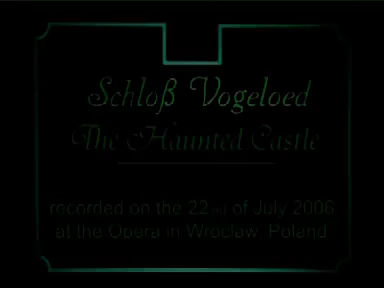 Schloß Vogeloed
The Haunted Castle
recorded on the 22nd of July 2006
at the Opera in Wroclaw, Poland